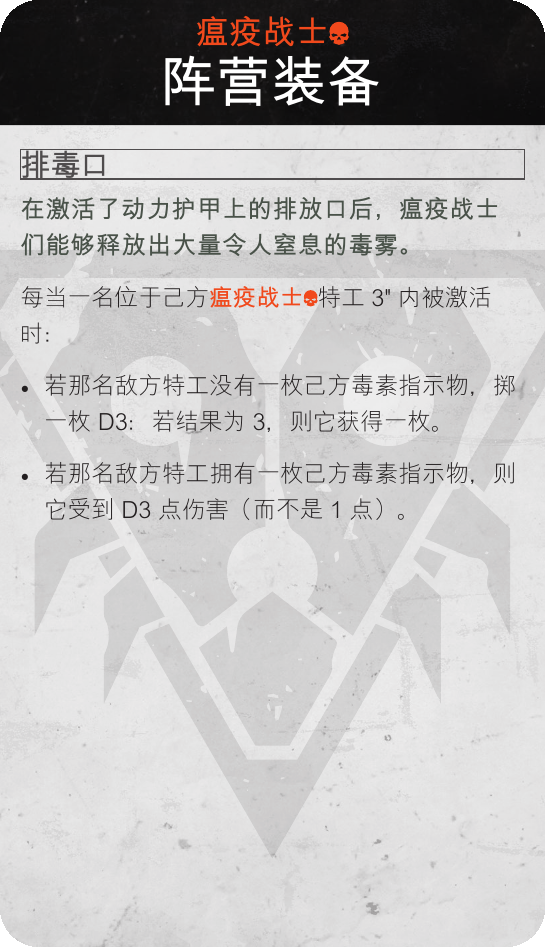 瘟疫战士
阵营装备
排毒口
在激活了动力护甲上的排放口后，瘟疫战士
们能够释放出大量令人窒息的毒雾。
每当一名位于己方瘟疫战士特工 3" 内被激活
时：
• 若那名敌方特工没有一枚己方毒素指示物，掷
一枚 D3：若结果为 3，则它获得一枚。
• 若那名敌方特工拥有一枚己方毒素指示物，则
它受到 D3 点伤害（而不是 1 点）。